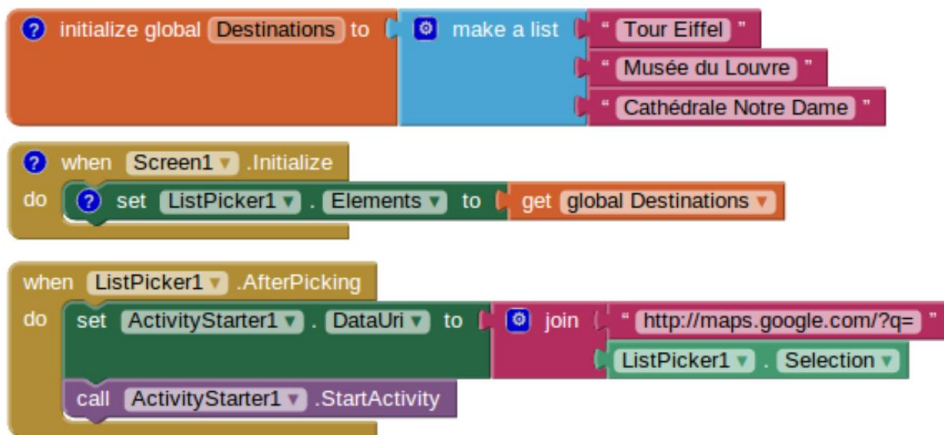 ? initialize global Destinations to make a list " Tour Eiffel "
" Musée du Louvre "
" Cathédrale Notre Dame "
? when Screen1 .Initialize
do ? set ListPicker1 . Elements to get global Destinations
when ListPicker1 .AfterPicking
do set ActivityStarter1 . DataUri to join " http://maps.google.com/?q= "
ListPicker1 . Selection
call ActivityStarter1 .StartActivity